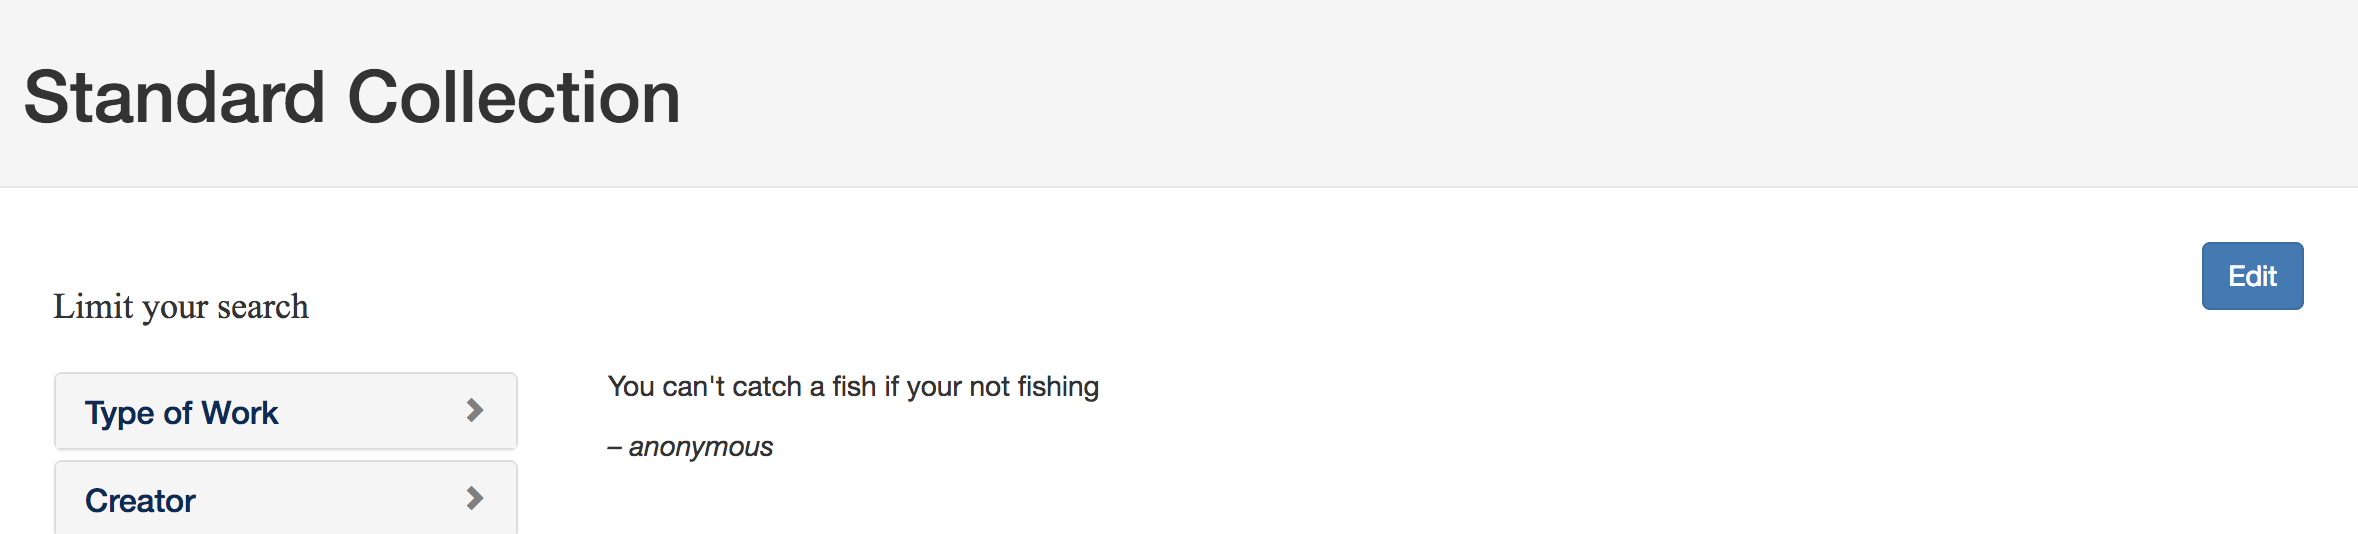 Standard Collection
Edit
Limit your search
Type of Work
Creator
You can't catch a fish if your not fishing
– anonymous